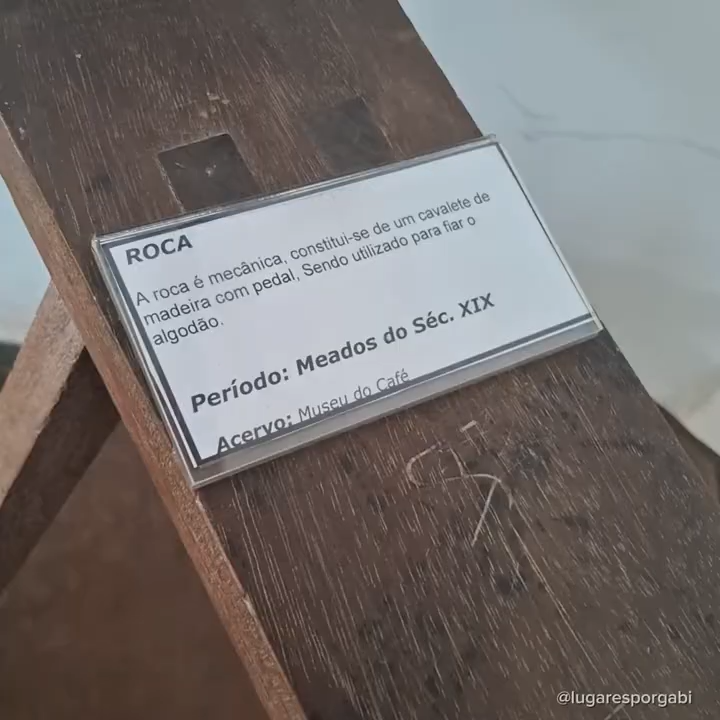 ROCA
A roca é mecânica, constitui-se de um cavalete de
madeira com pedal, Sendo utilizado para fiar o
algodão.
Período: Meados do Séc. XIX
Acervo: Museu do Café
@lugaresporgabi